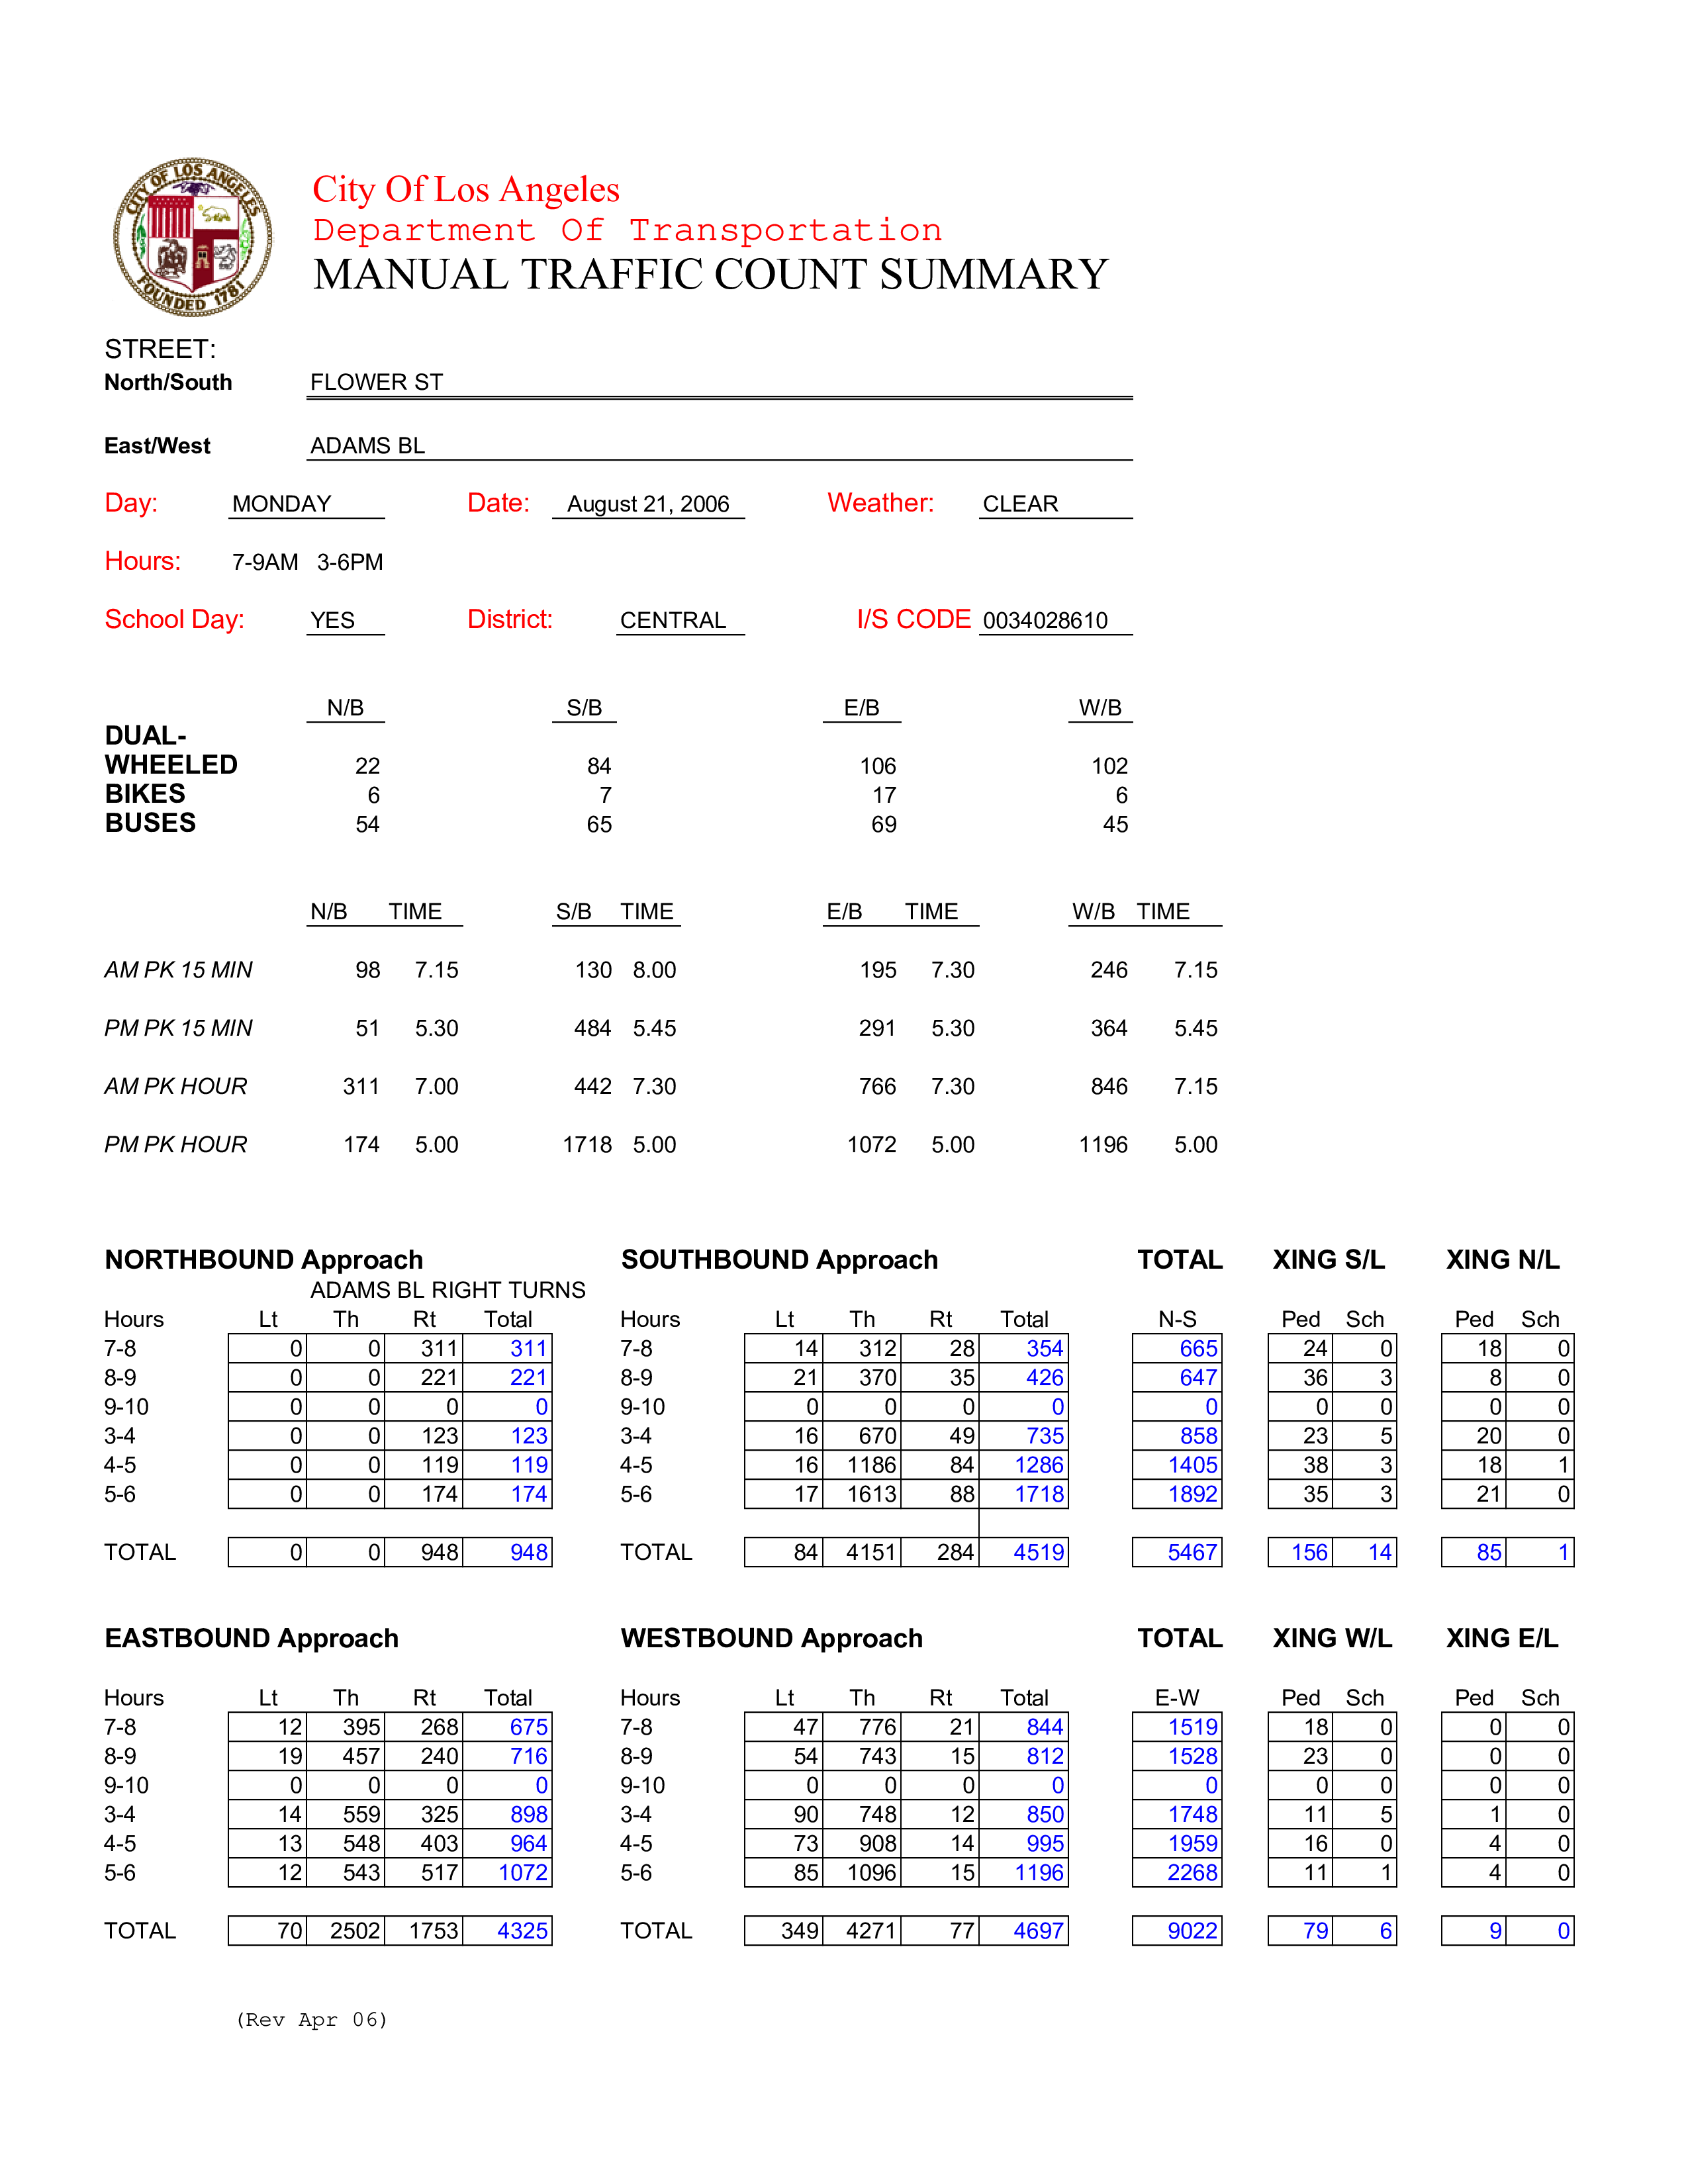 CITY OF LOS ANGELES
FOUNDED 1781
City Of Los Angeles
Department Of Transportation
MANUAL TRAFFIC COUNT SUMMARY
STREET:
North/South FLOWER ST
East/West ADAMS BL
Day: MONDAY Date: August 21, 2006 Weather: CLEAR
Hours: 7-9AM 3-6PM
School Day: YES District: CENTRAL I/S CODE 0034028610
N/B S/B E/B W/B
DUAL-
WHEELED 22 84 106 102
BIKES 6 7 17 6
BUSES 54 65 69 45
N/B TIME S/B TIME E/B TIME W/B TIME
AM PK 15 MIN 98 7.15 130 8.00 195 7.30 246 7.15
PM PK 15 MIN 51 5.30 484 5.45 291 5.30 364 5.45
AM PK HOUR 311 7.00 442 7.30 766 7.30 846 7.15
PM PK HOUR 174 5.00 1718 5.00 1072 5.00 1196 5.00
NORTHBOUND Approach SOUTHBOUND Approach TOTAL XING S/L XING N/L
ADAMS BL RIGHT TURNS
Hours Lt Th Rt Total Hours Lt Th Rt Total N-S Ped Sch Ped Sch
7-8 0 0 311 311 7-8 14 312 28 354 665 24 0 18 0
8-9 0 0 221 221 8-9 21 370 35 426 647 36 3 8 0
9-10 0 0 0 0 9-10 0 0 0 0 0 0 0 0 0
3-4 0 0 123 123 3-4 16 670 49 735 858 23 5 20 0
4-5 0 0 119 119 4-5 16 1186 84 1286 1405 38 3 18 1
5-6 0 0 174 174 5-6 17 1613 88 1718 1892 35 3 21 0
TOTAL 0 0 948 948 TOTAL 84 4151 284 4519 5467 156 14 85 1
EASTBOUND Approach WESTBOUND Approach TOTAL XING W/L XING E/L
Hours Lt Th Rt Total Hours Lt Th Rt Total E-W Ped Sch Ped Sch
7-8 12 395 268 675 7-8 47 776 21 844 1519 18 0 0 0
8-9 19 457 240 716 8-9 54 743 15 812 1528 23 0 0 0
9-10 0 0 0 0 9-10 0 0 0 0 0 0 0 0 0
3-4 14 559 325 898 3-4 90 748 12 850 1748 11 5 1 0
4-5 13 548 403 964 4-5 73 908 14 995 1959 16 0 4 0
5-6 12 543 517 1072 5-6 85 1096 15 1196 2268 11 1 4 0
TOTAL 70 2502 1753 4325 TOTAL 349 4271 77 4697 9022 79 6 9 0
(Rev Apr 06)